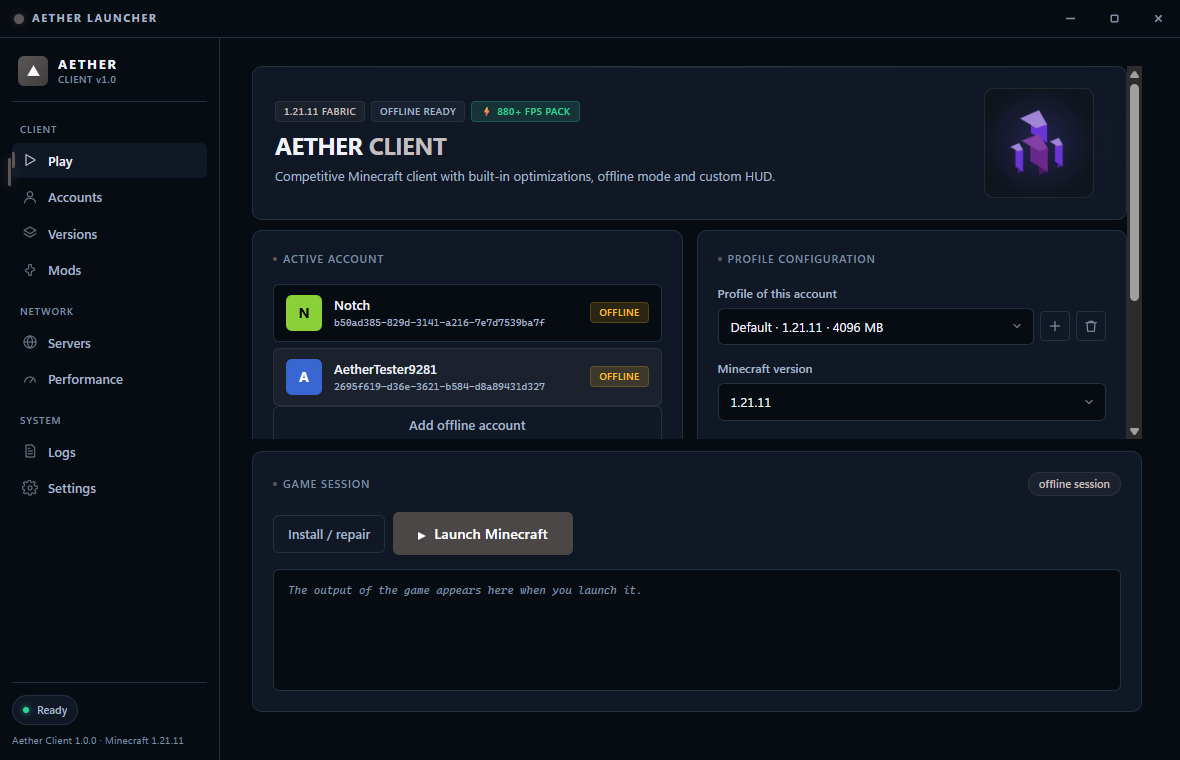 AETHER LAUNCHER
AETHER
CLIENT v1.0
CLIENT
Play
Accounts
Versions
Mods
NETWORK
Servers
Performance
SYSTEM
Logs
Settings
Ready
Aether Client 1.0.0 · Minecraft 1.21.11
1.21.11 FABRIC
OFFLINE READY
880+ FPS PACK
AETHER CLIENT
Competitive Minecraft client with built-in optimizations, offline mode and custom HUD.
ACTIVE ACCOUNT
N
Notch
b50ad385-829d-3141-a216-7e7d7539ba7f
OFFLINE
A
AetherTester9281
2695f619-d36e-3621-b584-d8a89431d327
OFFLINE
Add offline account
PROFILE CONFIGURATION
Profile of this account
Default · 1.21.11 · 4096 MB
Minecraft version
1.21.11
GAME SESSION
offline session
Install / repair
Launch Minecraft
The output of the game appears here when you launch it.